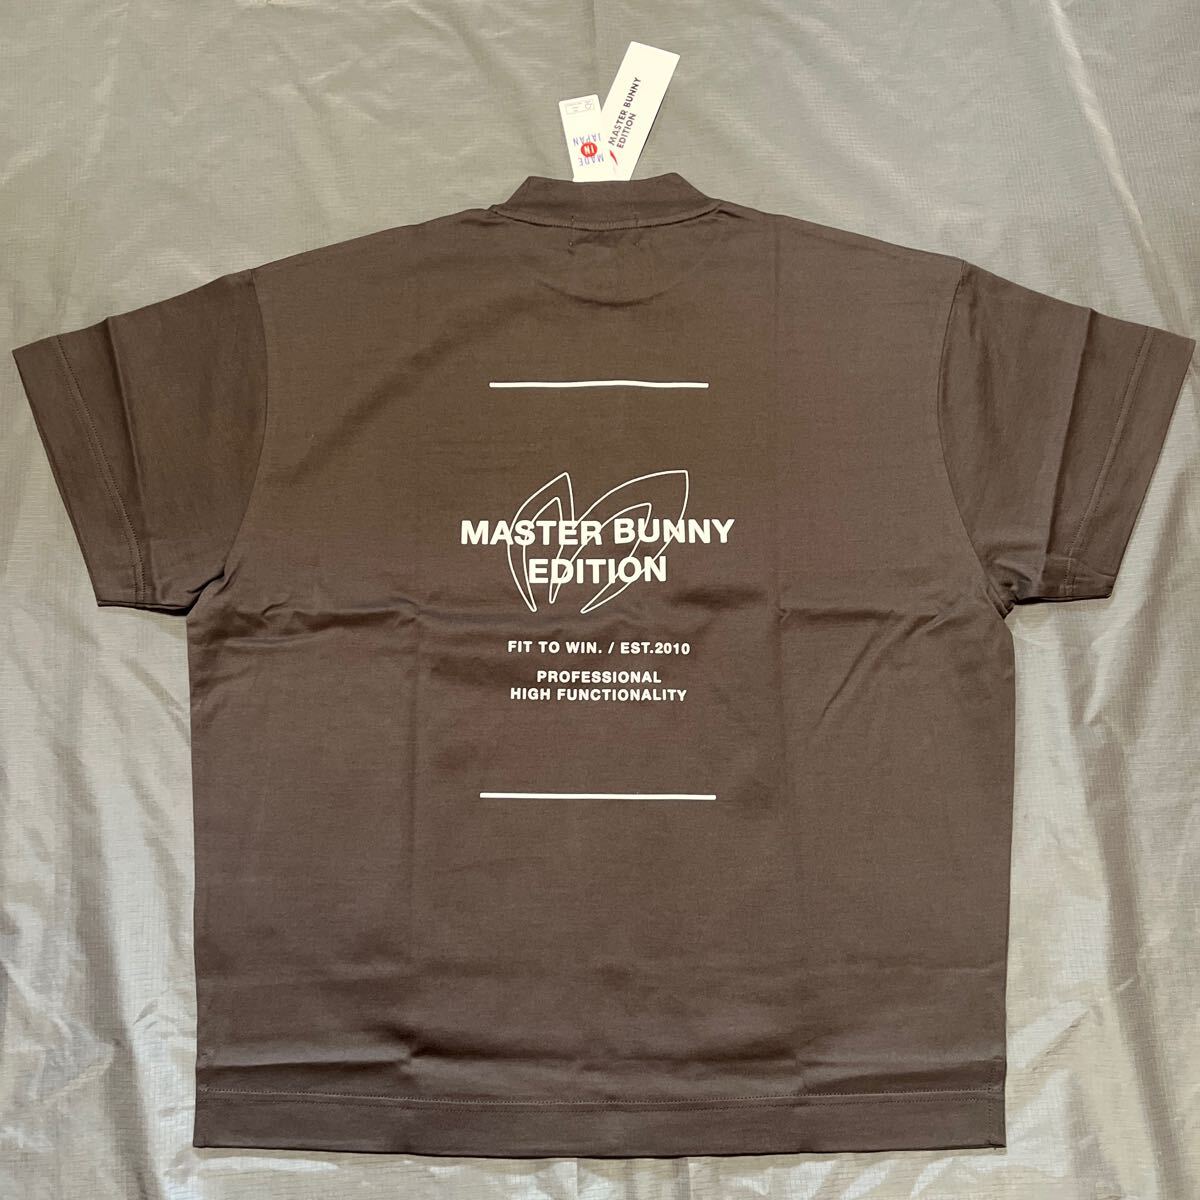 MASTER BUNNY
EDITION
MADE
IN
JAPAN
MASTER BUNNY
EDITION
FIT TO WIN. / EST.2010
PROFESSIONAL
HIGH FUNCTIONALITY